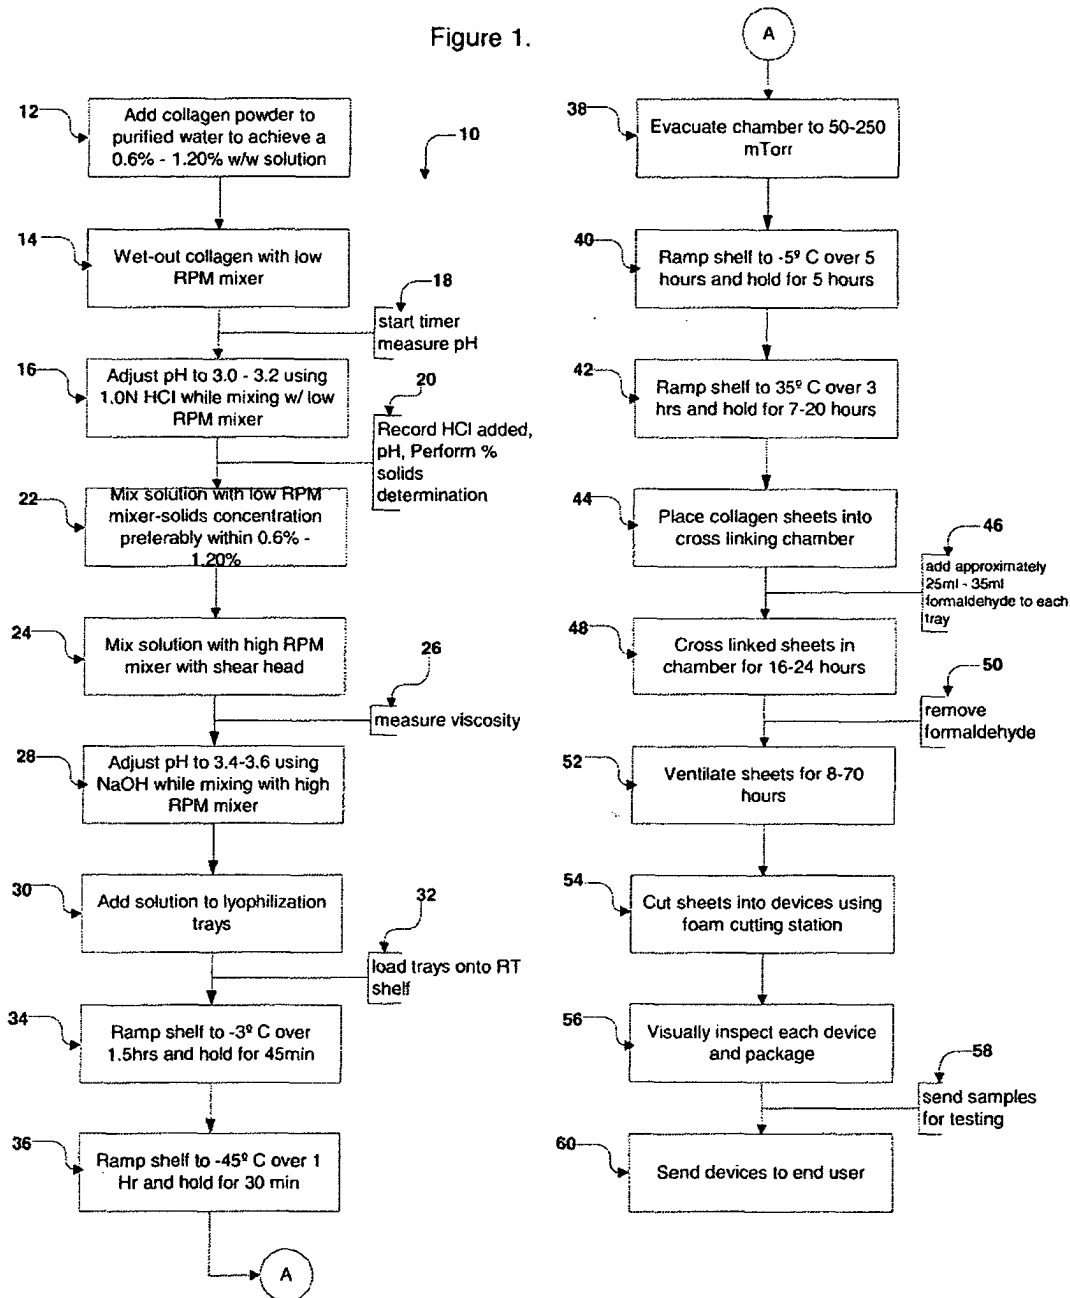 Figure 1.
10
12
Add collagen powder to
purified water to achieve a
0.6% - 1.20% w/w solution
14
Wet-out collagen with low
RPM mixer
18
start timer
measure pH
16
Adjust pH to 3.0 - 3.2 using
1.0N HCl while mixing w/ low
RPM mixer
20
Record HCl added,
pH, Perform %
solids
determination
22
Mix solution with low RPM
mixer-solids concentration
preferably within 0.6% -
1.20%
24
Mix solution with high RPM
mixer with shear head
26
measure viscosity
28
Adjust pH to 3.4-3.6 using
NaOH while mixing with high
RPM mixer
30
Add solution to lyophilization
trays
32
load trays onto RT
shelf
34
Ramp shelf to -3º C over
1.5hrs and hold for 45min
36
Ramp shelf to -45º C over 1
Hr and hold for 30 min
A
A
38
Evacuate chamber to 50-250
mTorr
40
Ramp shelf to -5º C over 5
hours and hold for 5 hours
42
Ramp shelf to 35º C over 3
hrs and hold for 7-20 hours
44
Place collagen sheets into
cross linking chamber
46
add approximately
25ml - 35ml
formaldehyde to each
tray
48
Cross linked sheets in
chamber for 16-24 hours
50
remove
formaldehyde
52
Ventilate sheets for 8-70
hours
54
Cut sheets into devices using
foam cutting station
56
Visually inspect each device
and package
58
send samples
for testing
60
Send devices to end user